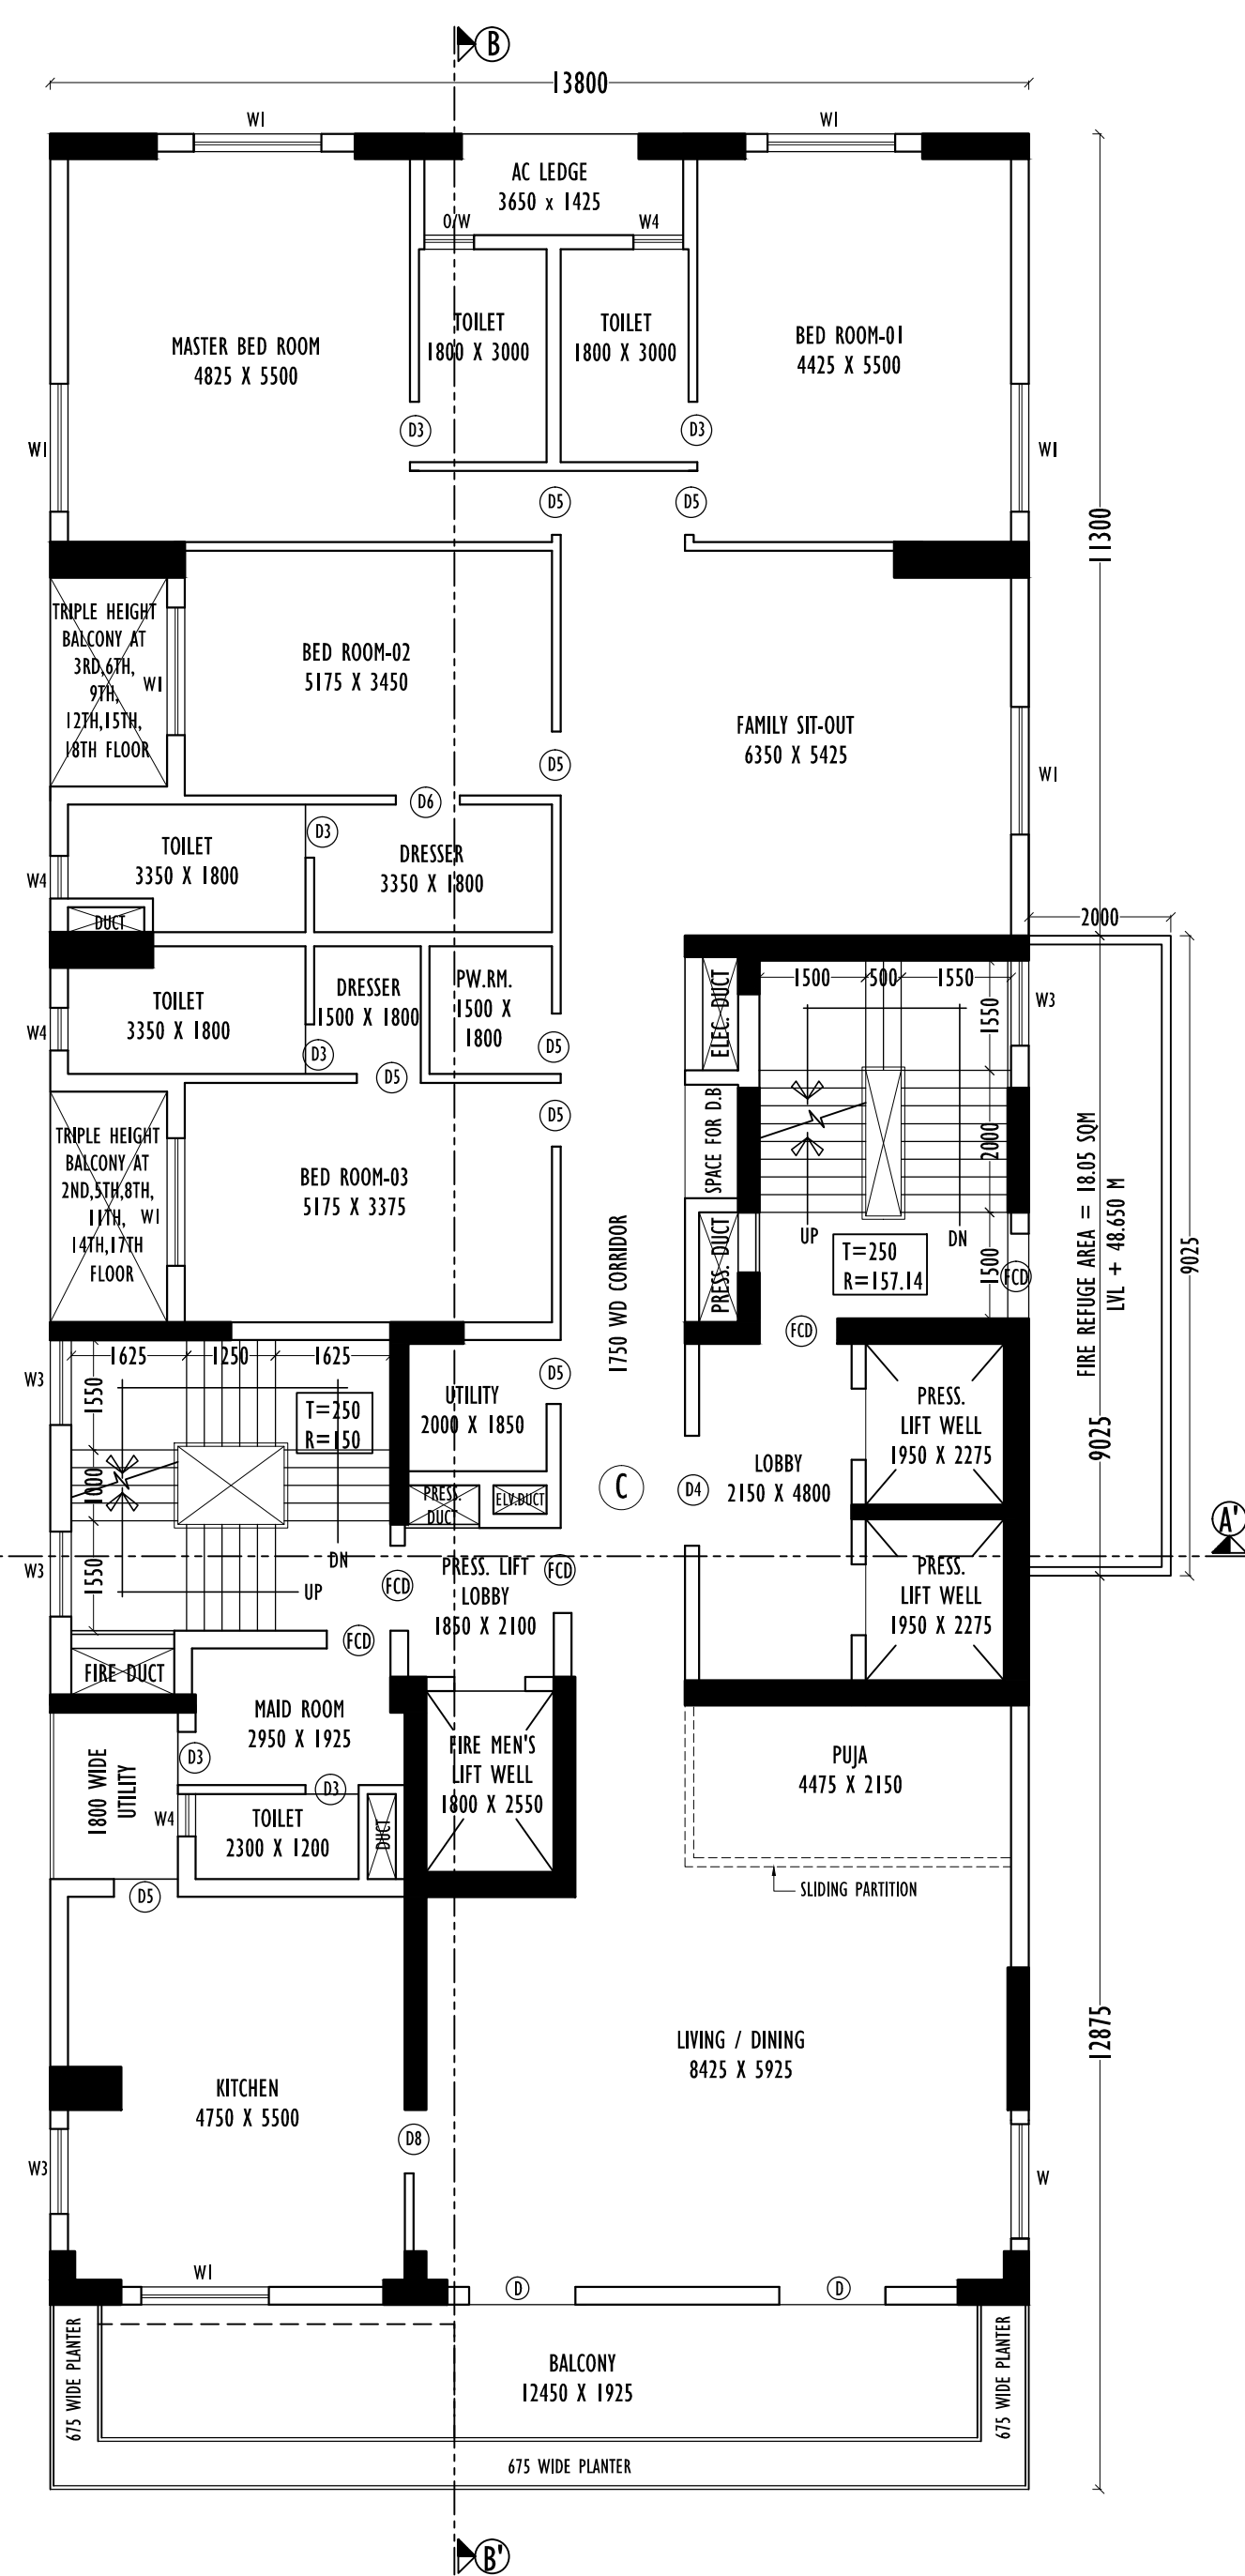 B
13800
W1
W1
AC LEDGE
3650 x 1425
O/W
W4
MASTER BED ROOM
4825 X 5500
TOILET
1800 X 3000
TOILET
1800 X 3000
BED ROOM-01
4425 X 5500
D3
D3
W1
W1
D5
D5
11300
TRIPLE HEIGHT
BALCONY AT
3RD,6TH,
9TH,
12TH,15TH,
18TH FLOOR
W1
BED ROOM-02
5175 X 3450
FAMILY SIT-OUT
6350 X 5425
D5
W1
D6
D3
TOILET
3350 X 1800
DRESSER
3350 X 1800
W4
DUCT
2000
TOILET
3350 X 1800
DRESSER
1500 X 1800
PW.RM.
1500 X
1800
W4
D3
D5
D5
ELEC. DUCT
1500
500
1550
1550
W3
D5
SPACE FOR D.B
2000
TRIPLE HEIGHT
BALCONY AT
2ND,5TH,8TH,
11TH,
14TH,17TH
FLOOR
W1
BED ROOM-03
5175 X 3375
PRESS. DUCT
UP
DN
T=250
R=157.14
1500
FCD
FCD
FIRE REFUGE AREA = 18.05 SQM
LVL + 48.650 M
9025
1750 WD CORRIDOR
W3
1625
1250
1625
1550
T=250
R=150
UTILITY
2000 X 1850
D5
PRESS.
LIFT WELL
1950 X 2275
9025
1000
PRESS.
DUCT
ELV.DUCT
C
D4
LOBBY
2150 X 4800
A'
W3
1550
DN
UP
FCD
PRESS. LIFT
LOBBY
1850 X 2100
FCD
PRESS.
LIFT WELL
1950 X 2275
FCD
FIRE DUCT
MAID ROOM
2950 X 1925
1800 WIDE
UTILITY
D3
FIRE MEN'S
LIFT WELL
1800 X 2550
PUJA
4475 X 2150
D3
W4
TOILET
2300 X 1200
DUCT
SLIDING PARTITION
D5
12875
LIVING / DINING
8425 X 5925
KITCHEN
4750 X 5500
D8
W3
W
W1
D
D
675 WIDE PLANTER
BALCONY
12450 X 1925
675 WIDE PLANTER
675 WIDE PLANTER
B'